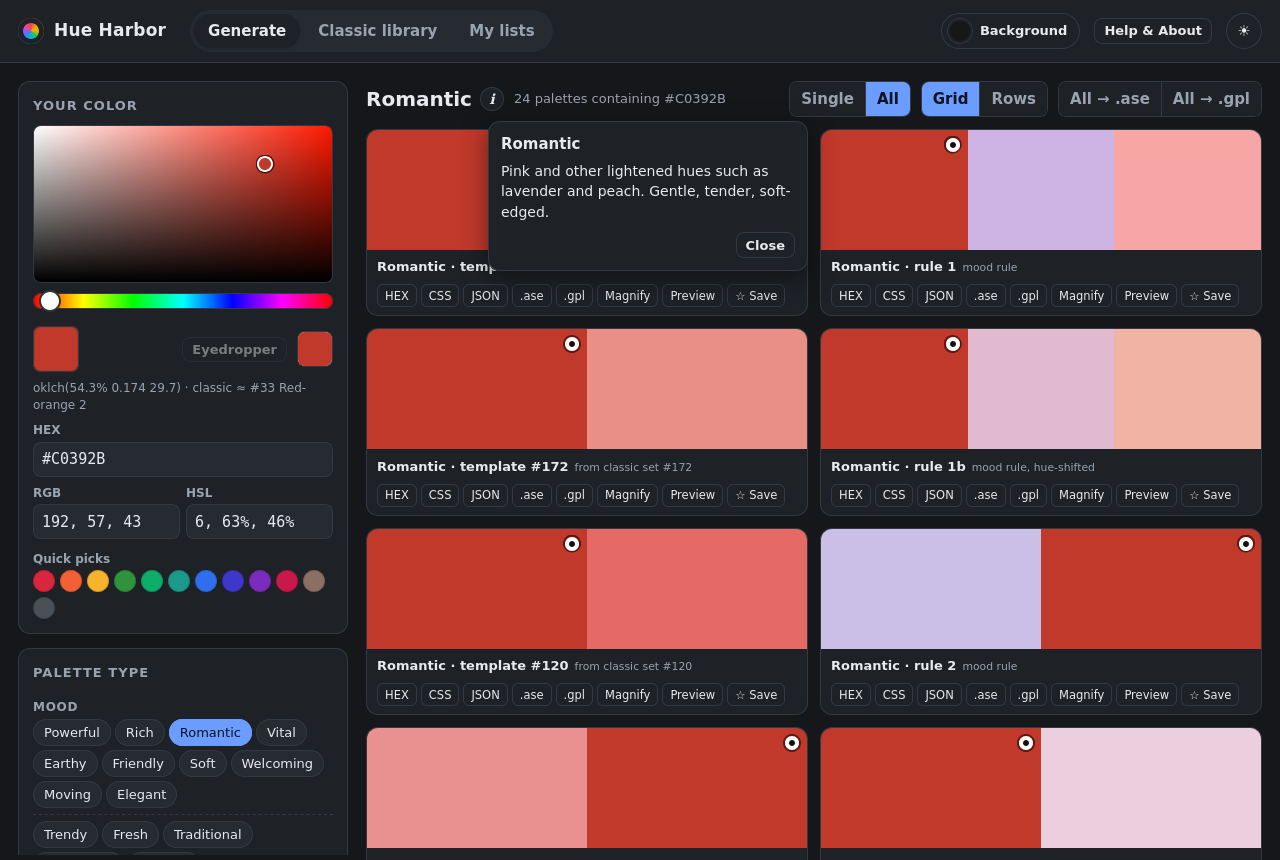 Hue Harbor
Generate
Classic library
My lists
Background
Help & About
☀
YOUR COLOR
Eyedropper
oklch(54.3% 0.174 29.7) · classic ≈ #33 Red-
orange 2
HEX
#C0392B
RGB
HSL
192, 57, 43
6, 63%, 46%
Quick picks
PALETTE TYPE
MOOD
Powerful
Rich
Romantic
Vital
Earthy
Friendly
Soft
Welcoming
Moving
Elegant
Trendy
Fresh
Traditional
Romantic
i
24 palettes containing #C0392B
Single
All
Grid
Rows
All → .ase
All → .gpl
Romantic
Pink and other lightened hues such as
lavender and peach. Gentle, tender, soft-
edged.
Close
Romantic · temp
HEX CSS JSON .ase .gpl Magnify Preview ☆ Save
Romantic · rule 1 mood rule
HEX CSS JSON .ase .gpl Magnify Preview ☆ Save
Romantic · template #172 from classic set #172
HEX CSS JSON .ase .gpl Magnify Preview ☆ Save
Romantic · rule 1b mood rule, hue-shifted
HEX CSS JSON .ase .gpl Magnify Preview ☆ Save
Romantic · template #120 from classic set #120
HEX CSS JSON .ase .gpl Magnify Preview ☆ Save
Romantic · rule 2 mood rule
HEX CSS JSON .ase .gpl Magnify Preview ☆ Save